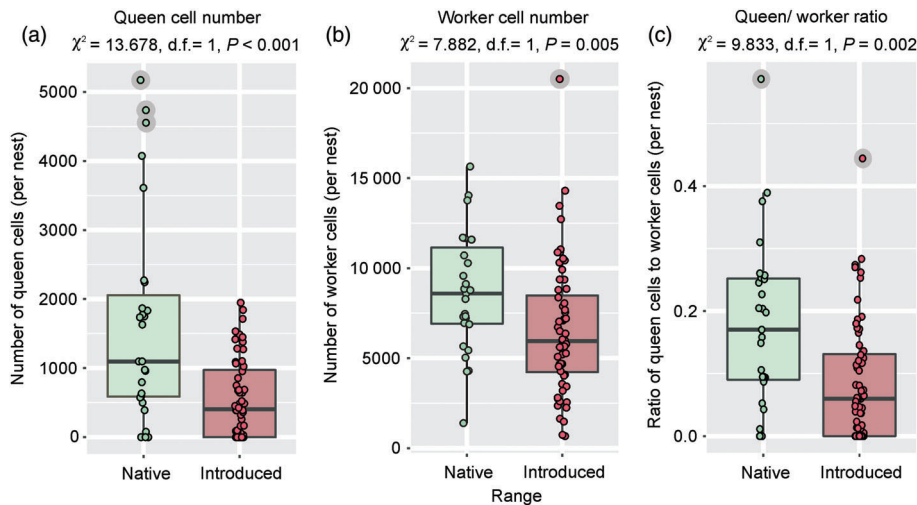 (a)
Queen cell number
χ² = 13.678, d.f.= 1, P < 0.001
Number of queen cells (per nest)
5000
4000
3000
2000
1000
0
Native
Introduced
(b)
Worker cell number
χ² = 7.882, d.f.= 1, P = 0.005
Number of worker cells (per nest)
20 000
15 000
10 000
5000
0
Native
Introduced
Range
(c)
Queen/ worker ratio
χ² = 9.833, d.f.= 1, P = 0.002
Ratio of queen cells to worker cells (per nest)
0.4
0.2
0.0
Native
Introduced